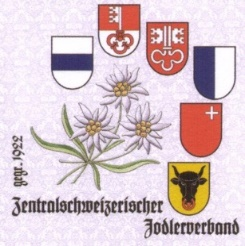 gegr. 1922
Zentralschweizerischer
Jodlerverband